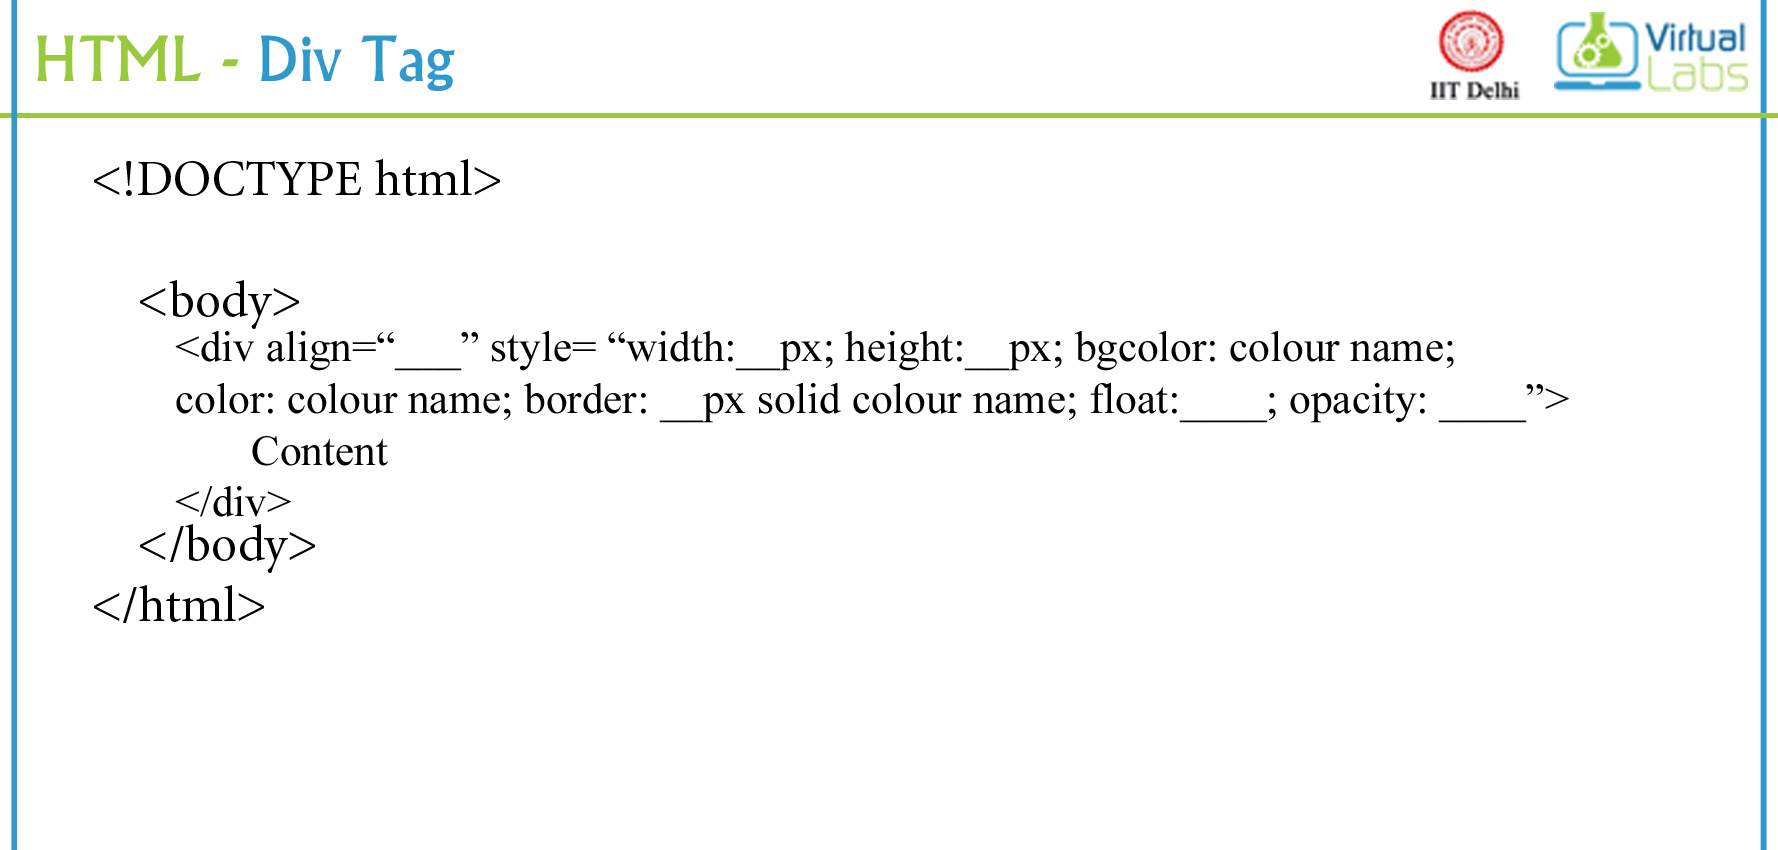 HTML - Div Tag
IIT Delhi
Virtual
Labs
<!DOCTYPE html>
<body>
<div align=“___” style= “width:__px; height:__px; bgcolor: colour name;
color: colour name; border: __px solid colour name; float:____; opacity: ____”>
Content
</div>
</body>
</html>